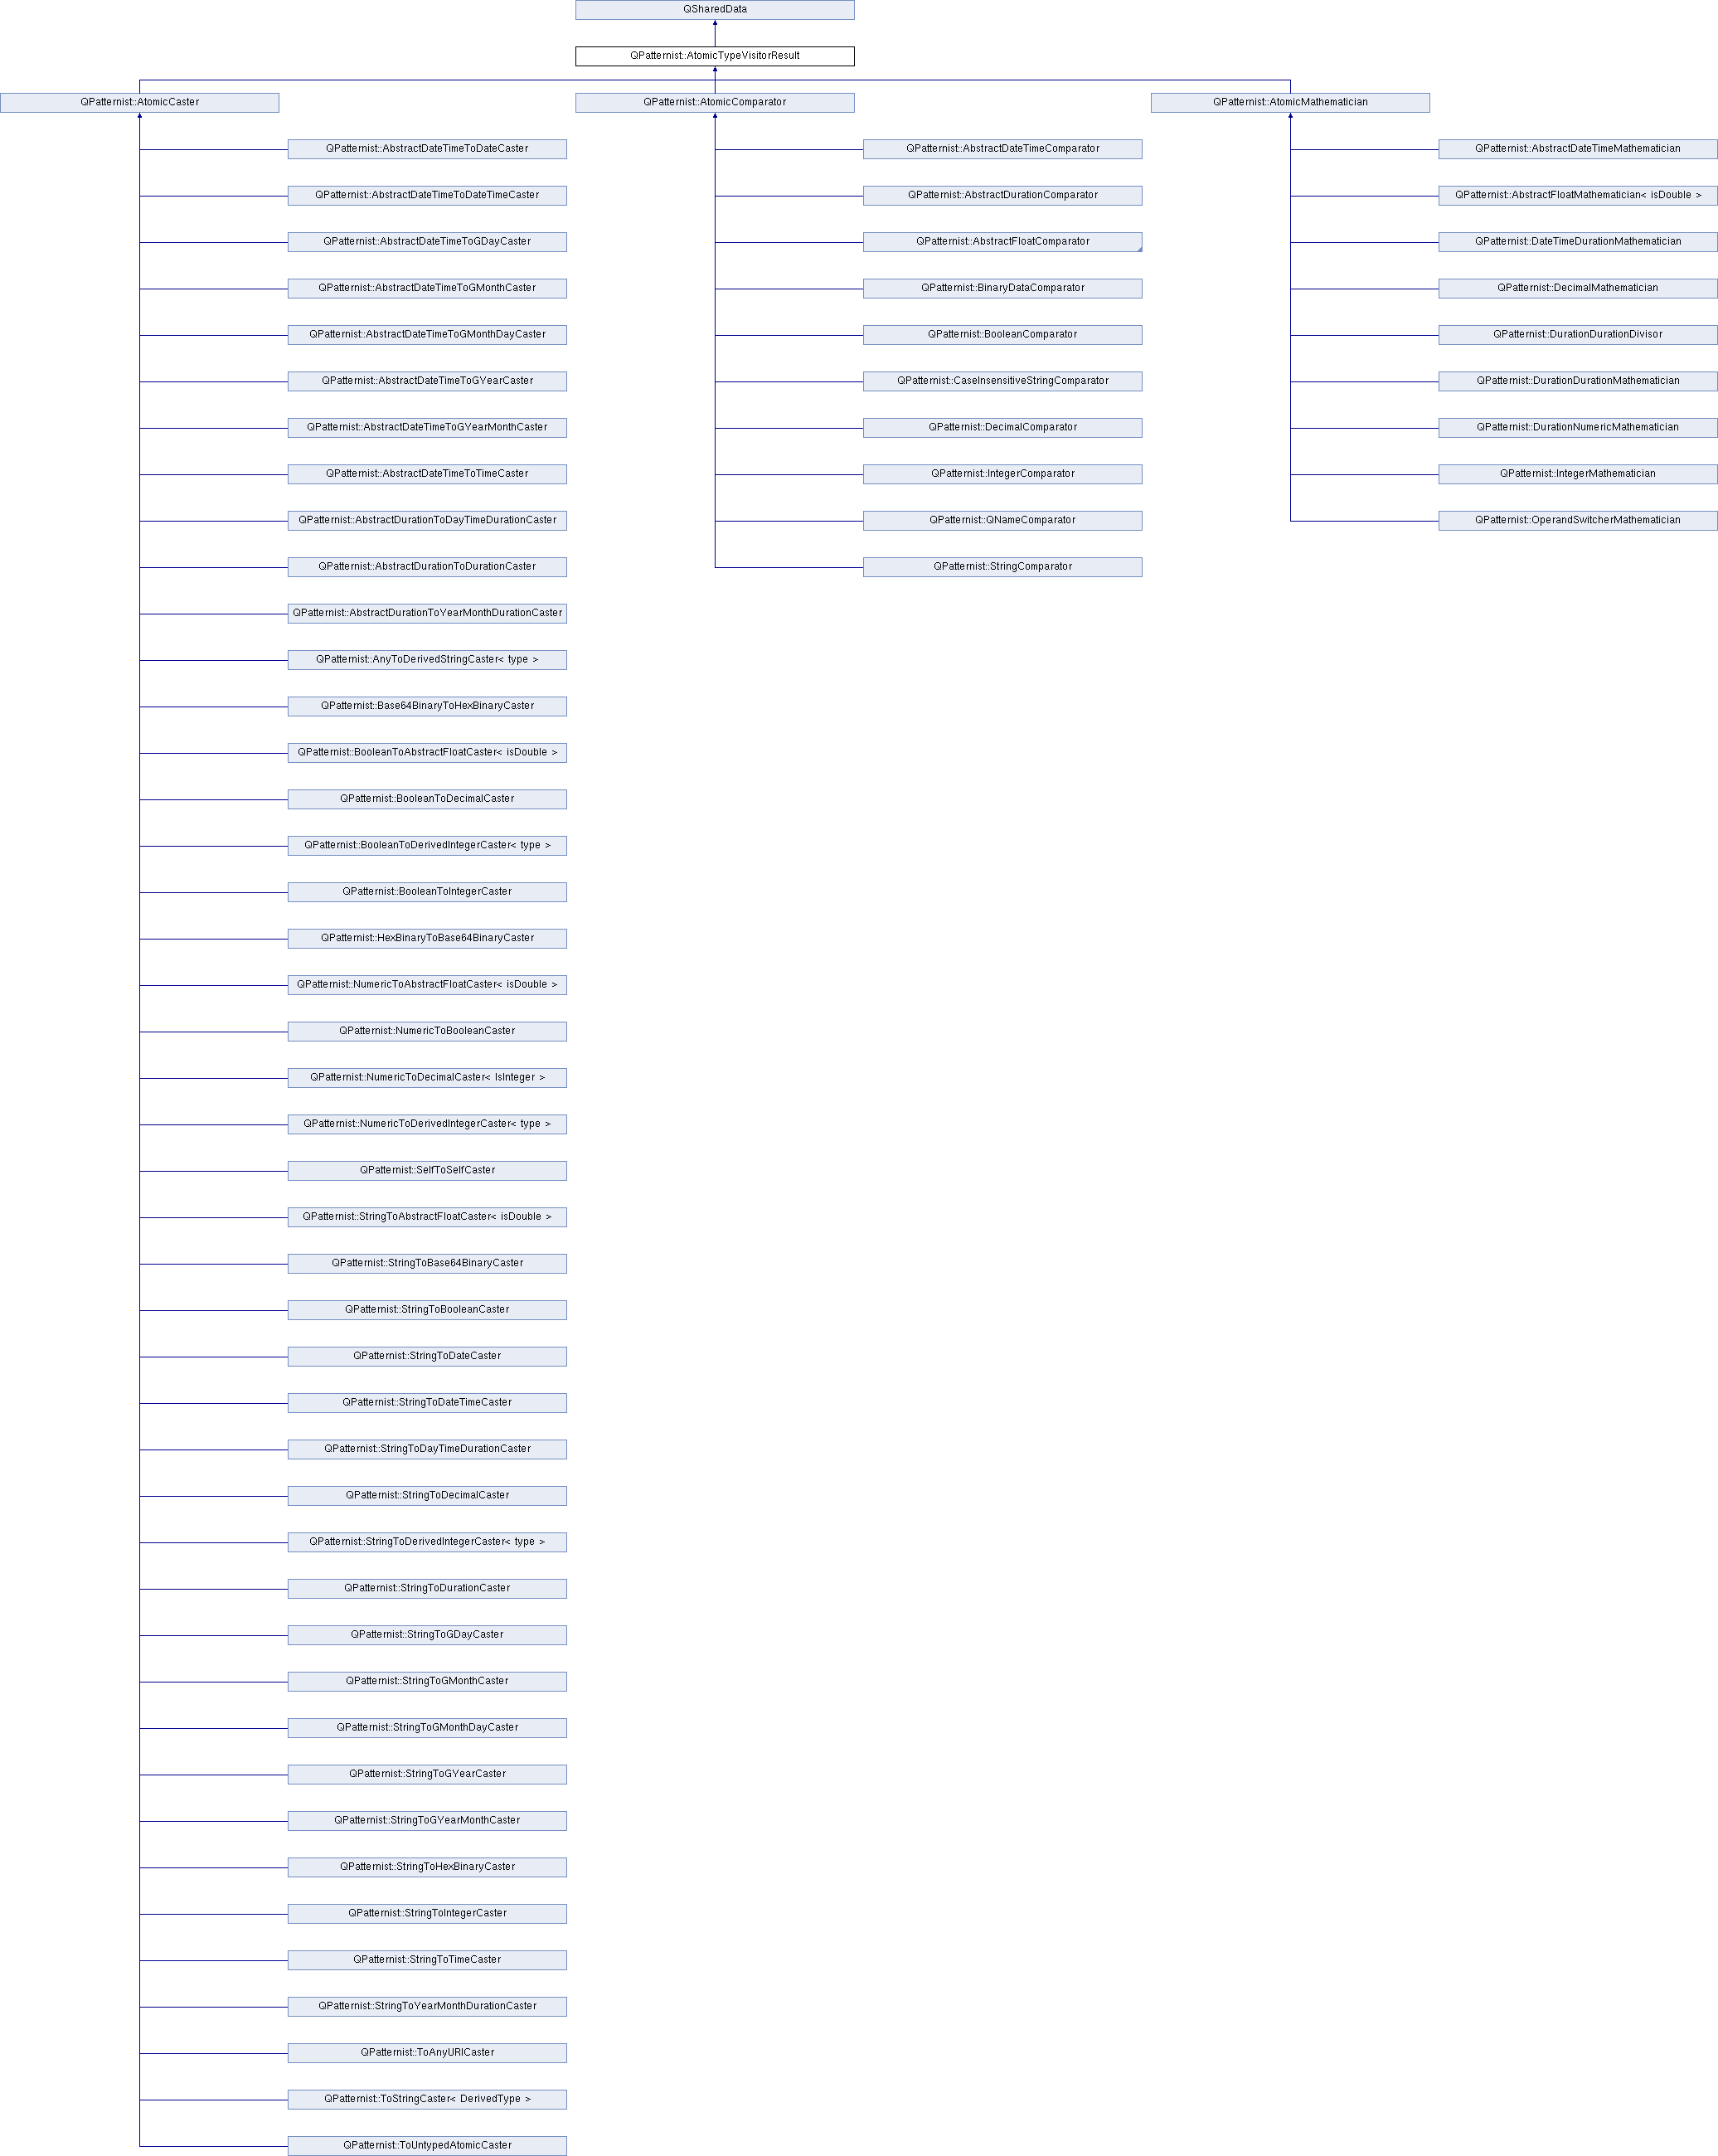 QSharedData
QPatternist::AtomicTypeVisitorResult
QPatternist::AtomicCaster
QPatternist::AtomicComparator
QPatternist::AtomicMathematician
QPatternist::AbstractDateTimeToDateCaster
QPatternist::AbstractDateTimeComparator
QPatternist::AbstractDateTimeMathematician
QPatternist::AbstractDateTimeToDateTimeCaster
QPatternist::AbstractDurationComparator
QPatternist::AbstractFloatMathematician< isDouble >
QPatternist::AbstractDateTimeToGDayCaster
QPatternist::AbstractFloatComparator
QPatternist::DateTimeDurationMathematician
QPatternist::AbstractDateTimeToGMonthCaster
QPatternist::BinaryDataComparator
QPatternist::DecimalMathematician
QPatternist::AbstractDateTimeToGMonthDayCaster
QPatternist::BooleanComparator
QPatternist::DurationDurationDivisor
QPatternist::AbstractDateTimeToGYearCaster
QPatternist::CaseInsensitiveStringComparator
QPatternist::DurationDurationMathematician
QPatternist::AbstractDateTimeToGYearMonthCaster
QPatternist::DecimalComparator
QPatternist::DurationNumericMathematician
QPatternist::AbstractDateTimeToTimeCaster
QPatternist::IntegerComparator
QPatternist::IntegerMathematician
QPatternist::AbstractDurationToDayTimeDurationCaster
QPatternist::QNameComparator
QPatternist::OperandSwitcherMathematician
QPatternist::AbstractDurationToDurationCaster
QPatternist::StringComparator
QPatternist::AbstractDurationToYearMonthDurationCaster
QPatternist::AnyToDerivedStringCaster< type >
QPatternist::Base64BinaryToHexBinaryCaster
QPatternist::BooleanToAbstractFloatCaster< isDouble >
QPatternist::BooleanToDecimalCaster
QPatternist::BooleanToDerivedIntegerCaster< type >
QPatternist::BooleanToIntegerCaster
QPatternist::HexBinaryToBase64BinaryCaster
QPatternist::NumericToAbstractFloatCaster< isDouble >
QPatternist::NumericToBooleanCaster
QPatternist::NumericToDecimalCaster< IsInteger >
QPatternist::NumericToDerivedIntegerCaster< type >
QPatternist::SelfToSelfCaster
QPatternist::StringToAbstractFloatCaster< isDouble >
QPatternist::StringToBase64BinaryCaster
QPatternist::StringToBooleanCaster
QPatternist::StringToDateCaster
QPatternist::StringToDateTimeCaster
QPatternist::StringToDayTimeDurationCaster
QPatternist::StringToDecimalCaster
QPatternist::StringToDerivedIntegerCaster< type >
QPatternist::StringToDurationCaster
QPatternist::StringToGDayCaster
QPatternist::StringToGMonthCaster
QPatternist::StringToGMonthDayCaster
QPatternist::StringToGYearCaster
QPatternist::StringToGYearMonthCaster
QPatternist::StringToHexBinaryCaster
QPatternist::StringToIntegerCaster
QPatternist::StringToTimeCaster
QPatternist::StringToYearMonthDurationCaster
QPatternist::ToAnyURICaster
QPatternist::ToStringCaster< DerivedType >
QPatternist::ToUntypedAtomicCaster